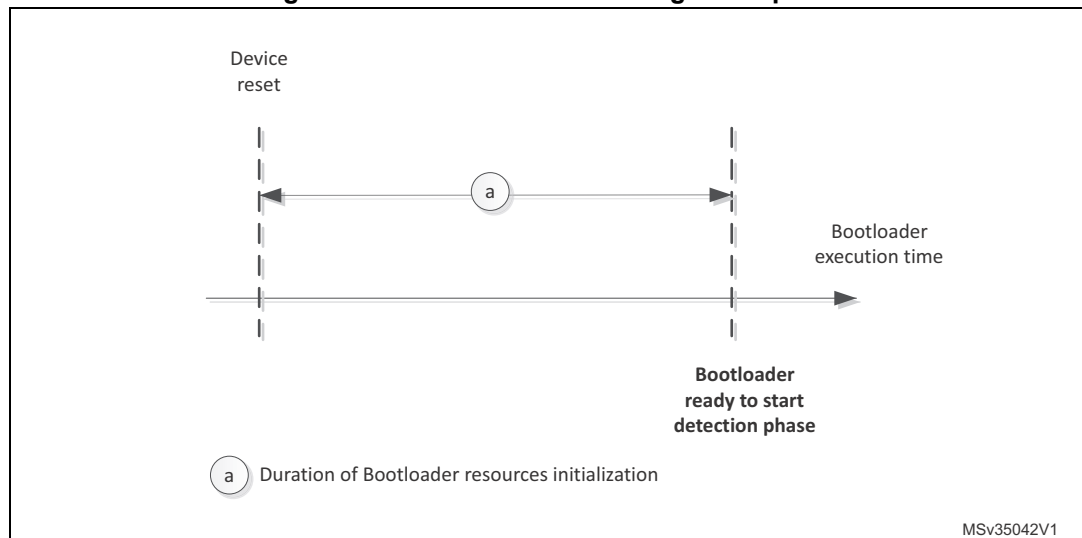 Device
reset
a
Bootloader
execution time
Bootloader
ready to start
detection phase
a Duration of Bootloader resources initialization
MSv35042V1